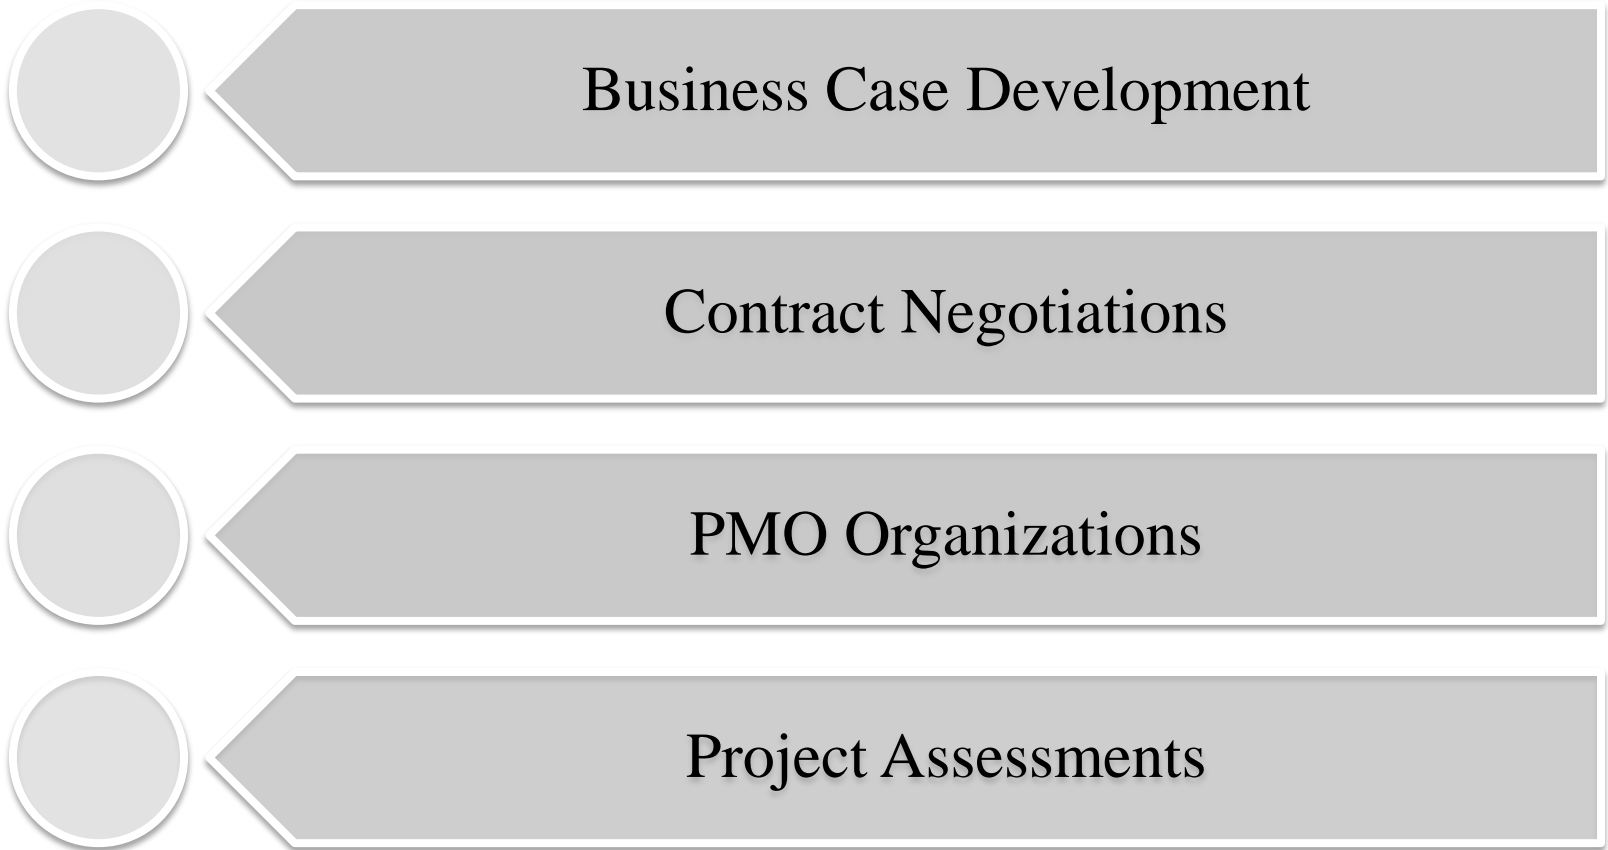 Business Case Development
Contract Negotiations
PMO Organizations
Project Assessments